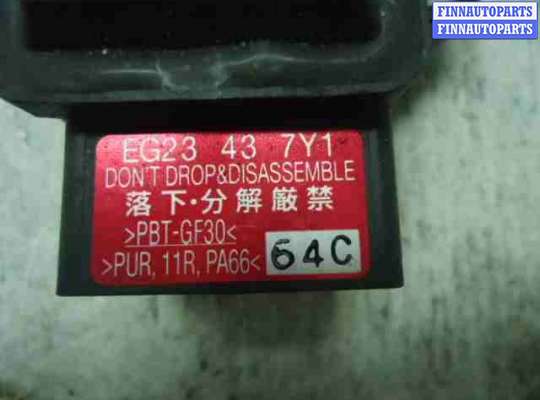 FINNAUTOPARTS
FINNAUTOPARTS
EG23 43 7Y1
DON'T DROP&DISASSEMBLE
落下・分解厳禁
>PBT-GF30<
>PUR, 11R, PA66< 64C